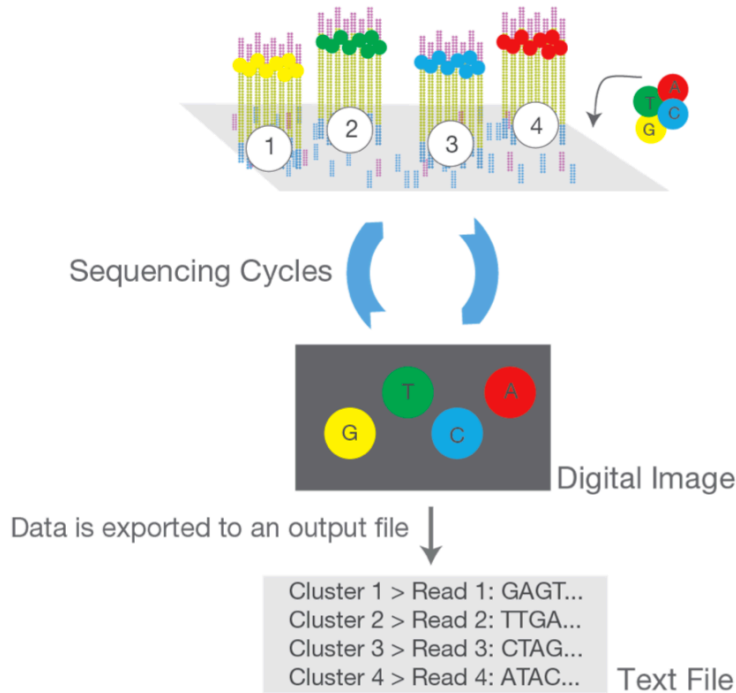 A
T
C
G
1
2
3
4
Sequencing Cycles
T
A
G
C
Digital Image
Data is exported to an output file
Cluster 1 > Read 1: GAGT...
Cluster 2 > Read 2: TTGA...
Cluster 3 > Read 3: CTAG...
Cluster 4 > Read 4: ATAC...
Text File